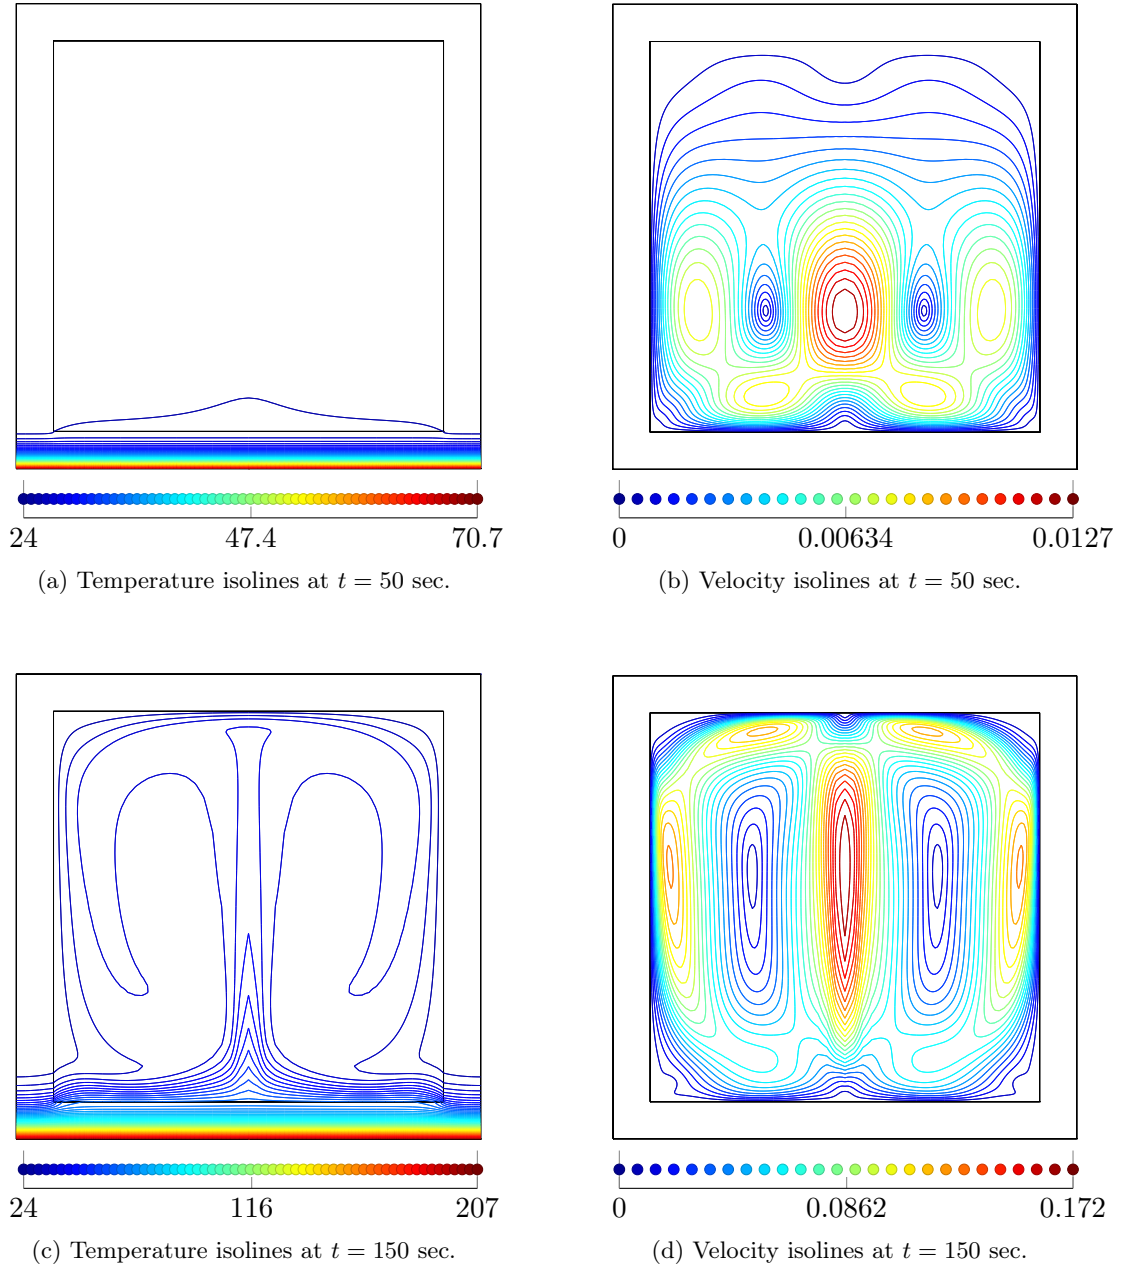 24 47.4 70.7
0 0.00634 0.0127
(a) Temperature isolines at t = 50 sec.
(b) Velocity isolines at t = 50 sec.
24 116 207
0 0.0862 0.172
(c) Temperature isolines at t = 150 sec.
(d) Velocity isolines at t = 150 sec.